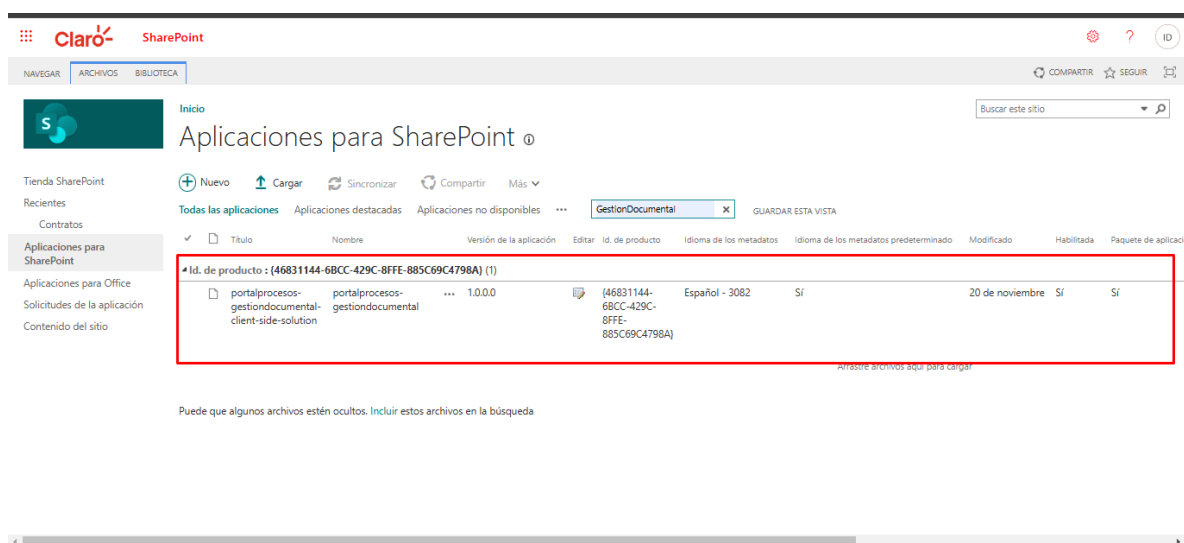 Claro SharePoint ? ID
NAVEGAR ARCHIVOS BIBLIOTECA COMPARTIR SEGUIR
S
Inicio
Buscar este sitio
Aplicaciones para SharePoint
Tienda SharePoint
Recientes
Contratos
Aplicaciones para
SharePoint
Aplicaciones para Office
Solicitudes de la aplicación
Contenido del sitio
Nuevo Cargar Sincronizar Compartir Más
Todas las aplicaciones Aplicaciones destacadas Aplicaciones no disponibles ... GestionDocumental × GUARDAR ESTA VISTA
Título Nombre Versión de la aplicación Editar Id. de producto Idioma de los metadatos Idioma de los metadatos predeterminado Modificado Habilitada Paquete de aplicaci
Id. de producto : {46831144-6BCC-429C-8FFE-885C69C4798A} (1)
portalprocesos- portalprocesos- ... 1.0.0.0 {46831144- Español - 3082 Sí 20 de noviembre Sí Sí
gestiondocumental- gestiondocumental 6BCC-429C-
client-side-solution 8FFE-
885C69C4798A}
Arrastre archivos aquí para cargar
Puede que algunos archivos estén ocultos. Incluir estos archivos en la búsqueda